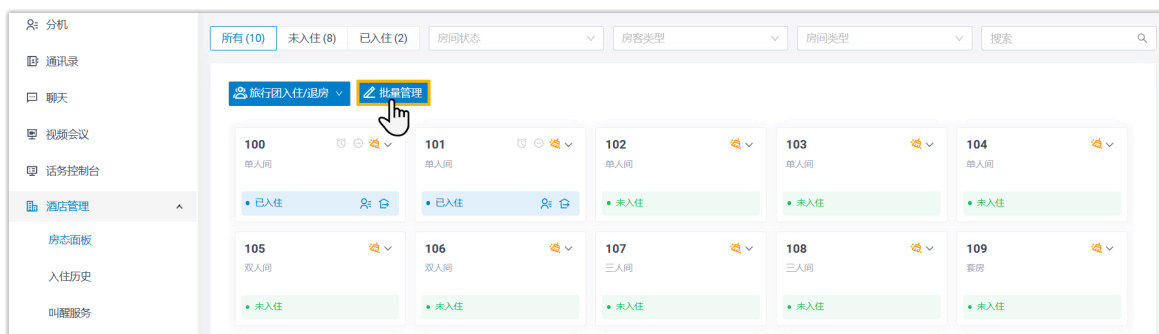 分机
通讯录
聊天
视频会议
话务控制台
酒店管理
房态面板
入住历史
叫醒服务
所有 (10) 未入住 (8) 已入住 (2) 房间状态 房客类型 房间类型 搜索
旅行团入住/退房 批量管理
100 101 102 103 104
单人间 单人间 单人间 单人间 单人间
已入住 已入住 未入住 未入住 未入住
105 106 107 108 109
双人间 双人间 三人间 三人间 套房
未入住 未入住 未入住 未入住 未入住